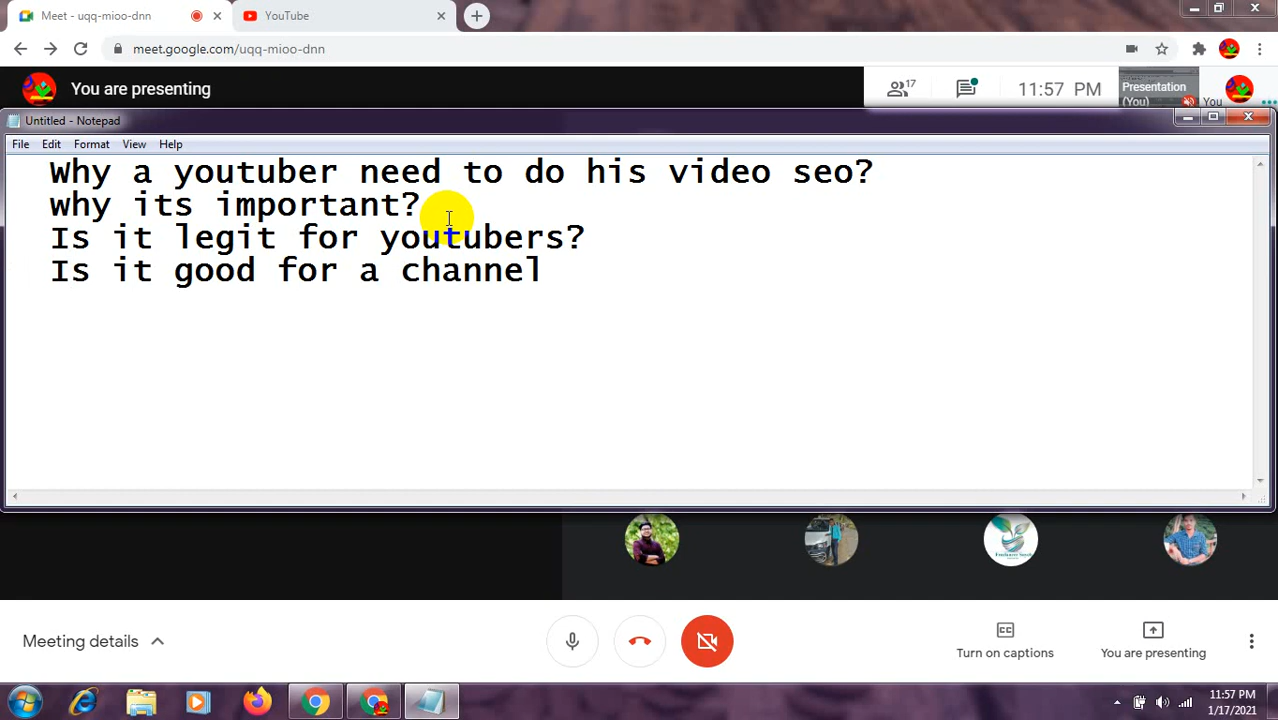 Meet - uqq-mioo-dnn
YouTube
meet.google.com/uqq-mioo-dnn
You are presenting
17
11:57 PM
Presentation
(You)
You
Untitled - Notepad
File Edit Format View Help
Why a youtuber need to do his video seo?
why its important?
Is it legit for youtubers?
Is it good for a channel
Meeting details
Turn on captions
You are presenting
11:57 PM
1/17/2021